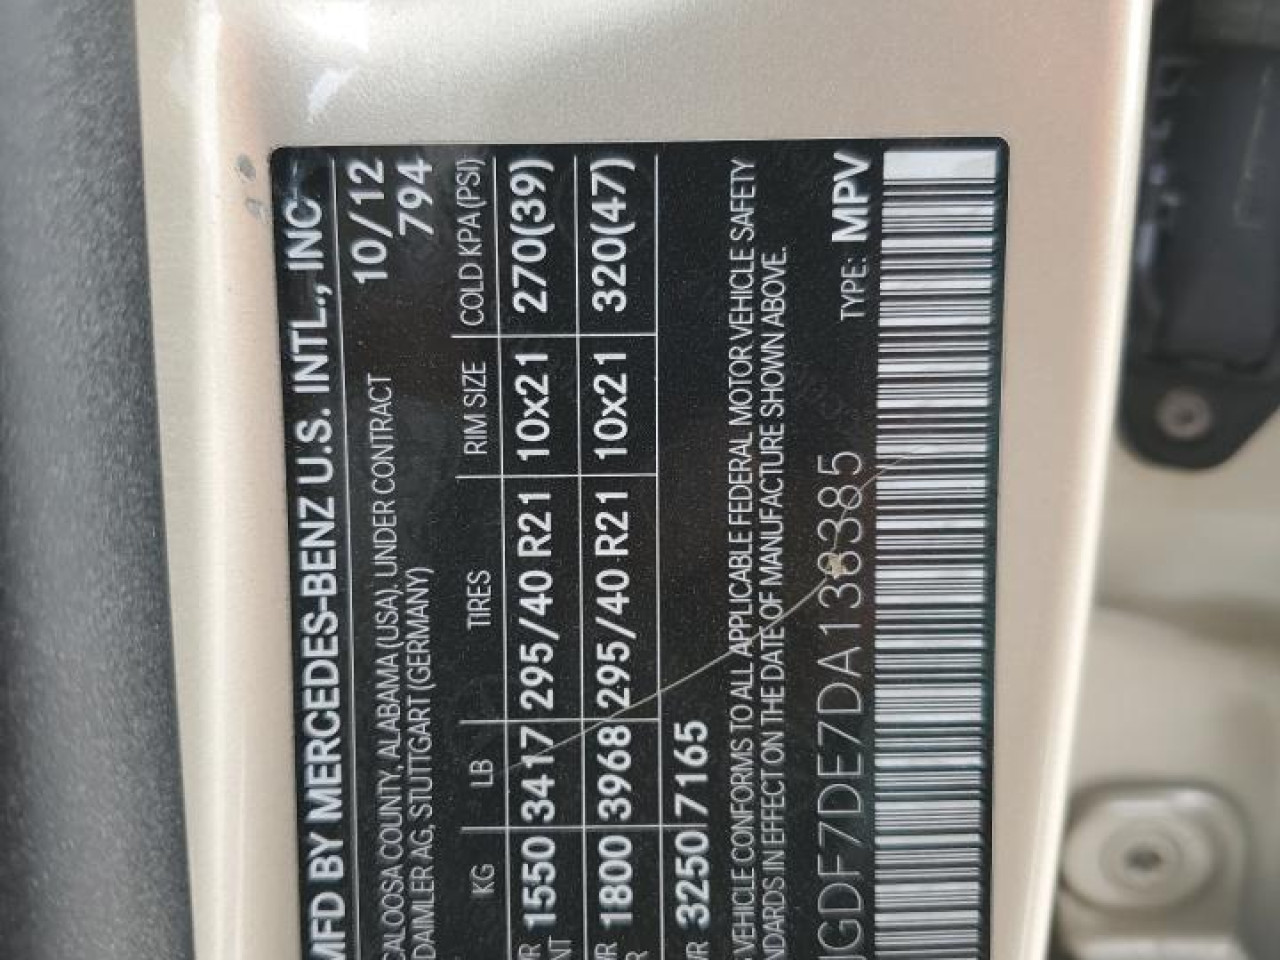 MFD BY MERCEDES-BENZ U.S. INTL., INC
10/12
CALOOSA COUNTY, ALABAMA (USA), UNDER CONTRACT
794
DAIMLER AG, STUTTGART (GERMANY)
KG LB TIRES RIM SIZE COLD KPA(PSI)
1550 3417 295/40 R21 10x21 270(39)
1800 3968 295/40 R21 10x21 320(47)
3250 7165
VEHICLE CONFORMS TO ALL APPLICABLE FEDERAL MOTOR VEHICLE SAFETY
NDARDS IN EFFECT ON THE DATE OF MANUFACTURE SHOWN ABOVE.
JGDF7DE7DA138385 TYPE: MPV